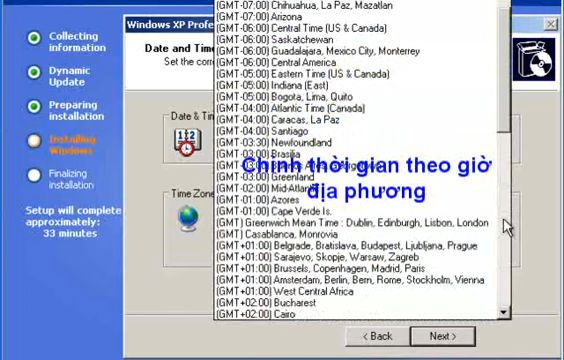 Collecting
information
Dynamic
Update
Preparing
installation
Installing
Windows
Finalizing
installation
Setup will complete
approximately:
33 minutes
Windows XP Profe
Date and Tim
Set the corr
Date & Ti
Time Zone
(GMT-07:00) Chihuahua, La Paz, Mazatlan
(GMT-07:00) Arizona
(GMT-06:00) Central Time (US & Canada)
(GMT-06:00) Saskatchewan
(GMT-06:00) Guadalajara, Mexico City, Monterrey
(GMT-06:00) Central America
(GMT-05:00) Eastern Time (US & Canada)
(GMT-05:00) Indiana (East)
(GMT-05:00) Bogota, Lima, Quito
(GMT-04:00) Atlantic Time (Canada)
(GMT-04:00) Caracas, La Paz
(GMT-04:00) Santiago
(GMT-03:30) Newfoundland
(GMT-03:00) Brasilia
Chỉnh thời gian theo giờ
địa phương
(GMT-03:00) Greenland
(GMT-02:00) Mid-Atlantic
(GMT-01:00) Azores
(GMT-01:00) Cape Verde Is.
(GMT) Greenwich Mean Time : Dublin, Edinburgh, Lisbon, London
(GMT) Casablanca, Monrovia
(GMT+01:00) Belgrade, Bratislava, Budapest, Ljubljana, Prague
(GMT+01:00) Sarajevo, Skopje, Warsaw, Zagreb
(GMT+01:00) Brussels, Copenhagen, Madrid, Paris
(GMT+01:00) Amsterdam, Berlin, Bern, Rome, Stockholm, Vienna
(GMT+01:00) West Central Africa
(GMT+02:00) Bucharest
(GMT+02:00) Cairo
< Back
Next >